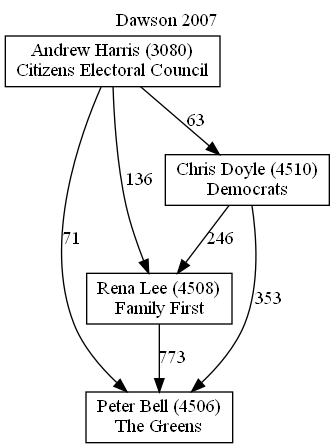 Dawson 2007
Andrew Harris (3080)
Citizens Electoral Council
63
Chris Doyle (4510)
Democrats
136
71
246
Rena Lee (4508)
Family First
353
773
Peter Bell (4506)
The Greens